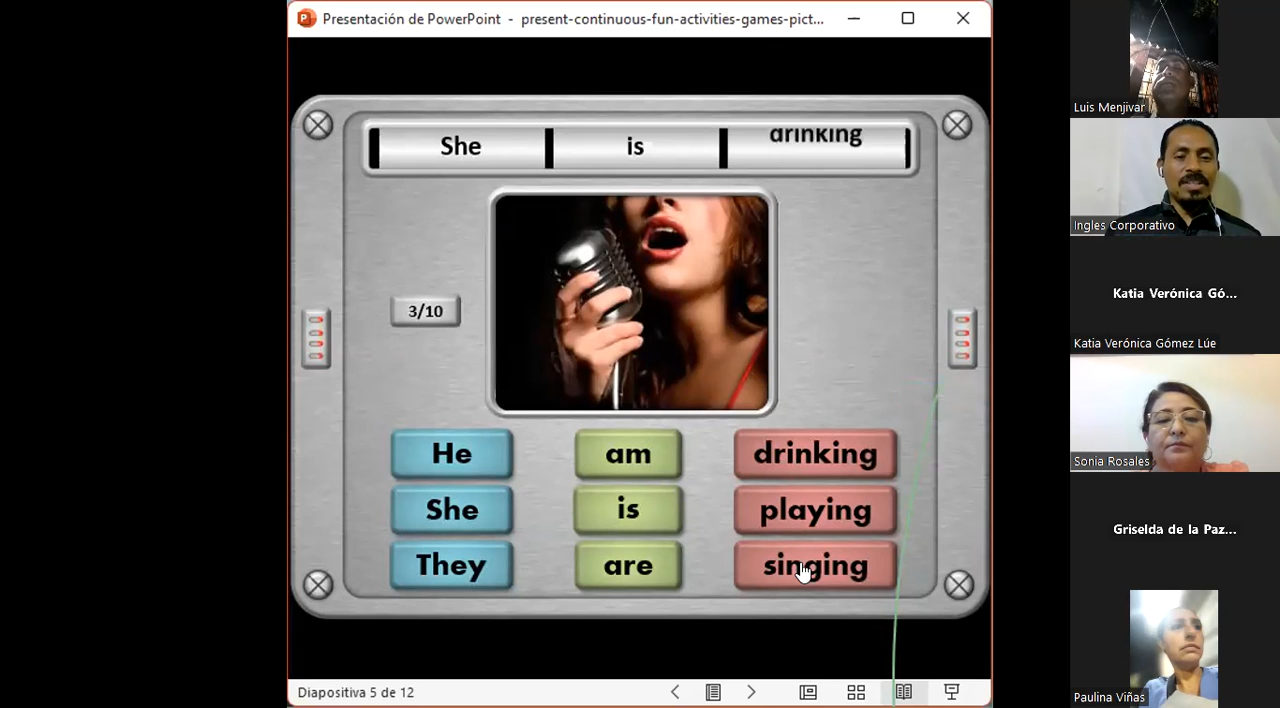 Presentación de PowerPoint - present-continuous-fun-activities-games-pict...
She is drinking
3/10
He am drinking
She is playing
They are singing
Diapositiva 5 de 12
Luis Menjivar
Ingles Corporativo
Katia Verónica Gó...
Katia Verónica Gómez Lúe
Sonia Rosales
Griselda de la Paz...
Paulina Viñas